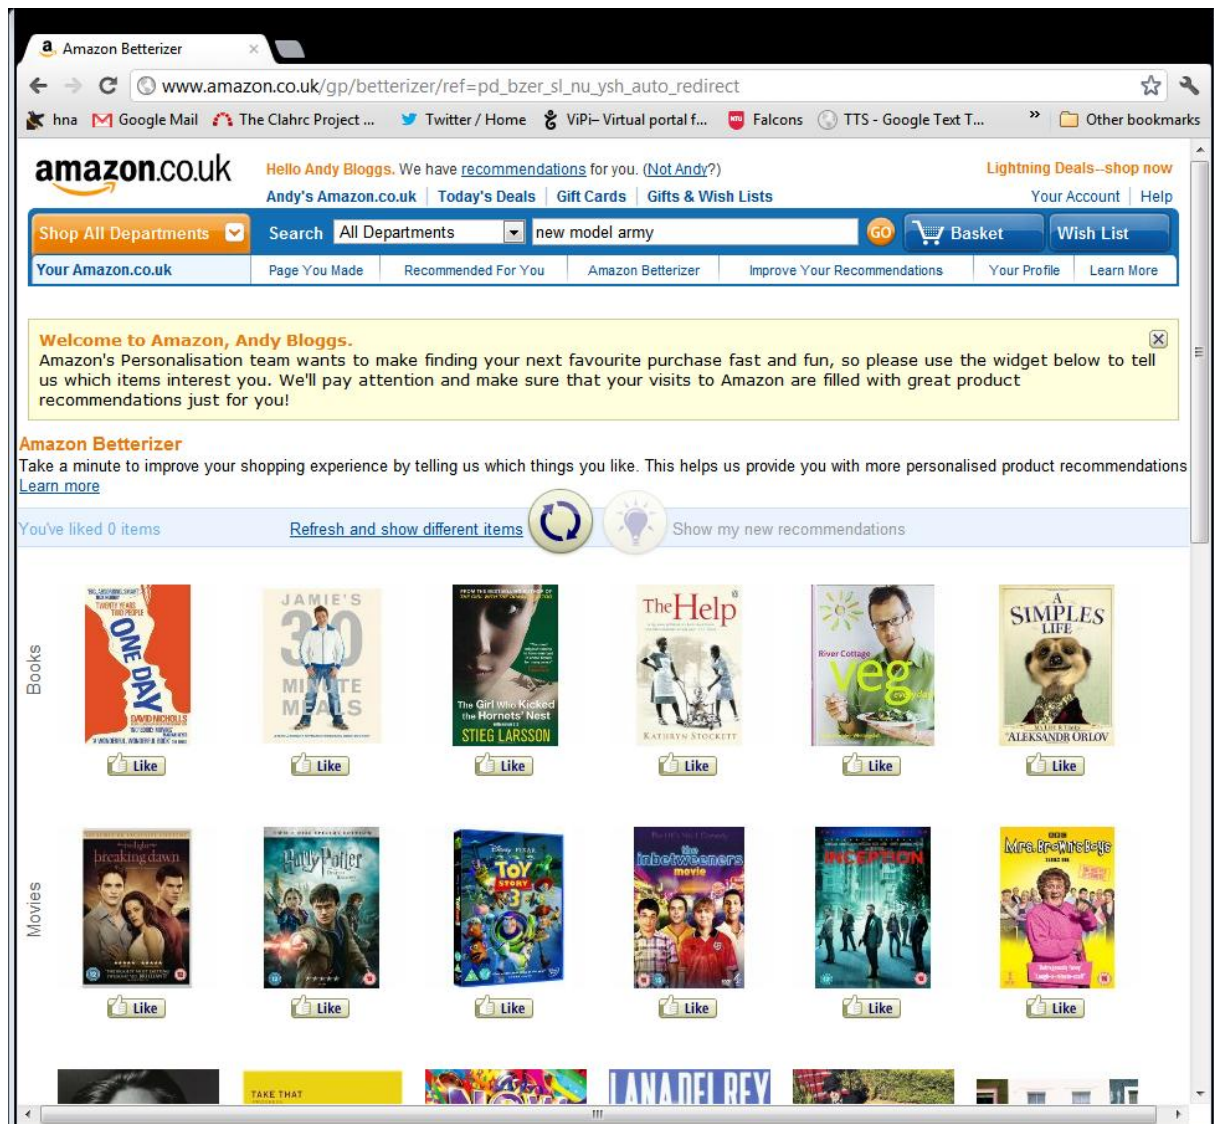 Amazon Betterizer
www.amazon.co.uk/gp/betterizer/ref=pd_bzer_sl_nu_ysh_auto_redirect
hna Google Mail The Clahrc Project ... Twitter / Home ViPi– Virtual portal f... Falcons TTS - Google Text T... » Other bookmarks
amazon.co.uk
Hello Andy Bloggs. We have recommendations for you. (Not Andy?) Lightning Deals--shop now
Andy's Amazon.co.uk Today's Deals Gift Cards Gifts & Wish Lists Your Account Help
Shop All Departments Search All Departments new model army GO Basket Wish List
Your Amazon.co.uk Page You Made Recommended For You Amazon Betterizer Improve Your Recommendations Your Profile Learn More
Welcome to Amazon, Andy Bloggs.
Amazon's Personalisation team wants to make finding your next favourite purchase fast and fun, so please use the widget below to tell
us which items interest you. We'll pay attention and make sure that your visits to Amazon are filled with great product
recommendations just for you!
Amazon Betterizer
Take a minute to improve your shopping experience by telling us which things you like. This helps us provide you with more personalised product recommendations
Learn more
You've liked 0 items Refresh and show different items Show my new recommendations
Books
TWENTY YEARS
TWO PEOPLE
ONE DAY
DAVID NICHOLLS
JAMIE'S
30
MINUTE
MEALS
The Girl Who Kicked
the Hornets' Nest
STIEG LARSSON
The Help
KATHRYN STOCKETT
River Cottage
veg
everyday
A
SIMPLES
LIFE
ALEKSANDR ORLOV
Like Like Like Like Like Like
Movies
twilight
breaking dawn
Harry Potter
Disney PIXAR
TOY
STORY
3
the
inbetweeners
movie
INCEPTION
BBC
Mrs. Brown's Boys
Like Like Like Like Like Like
TAKE THAT
NOW
LANA DEL REY